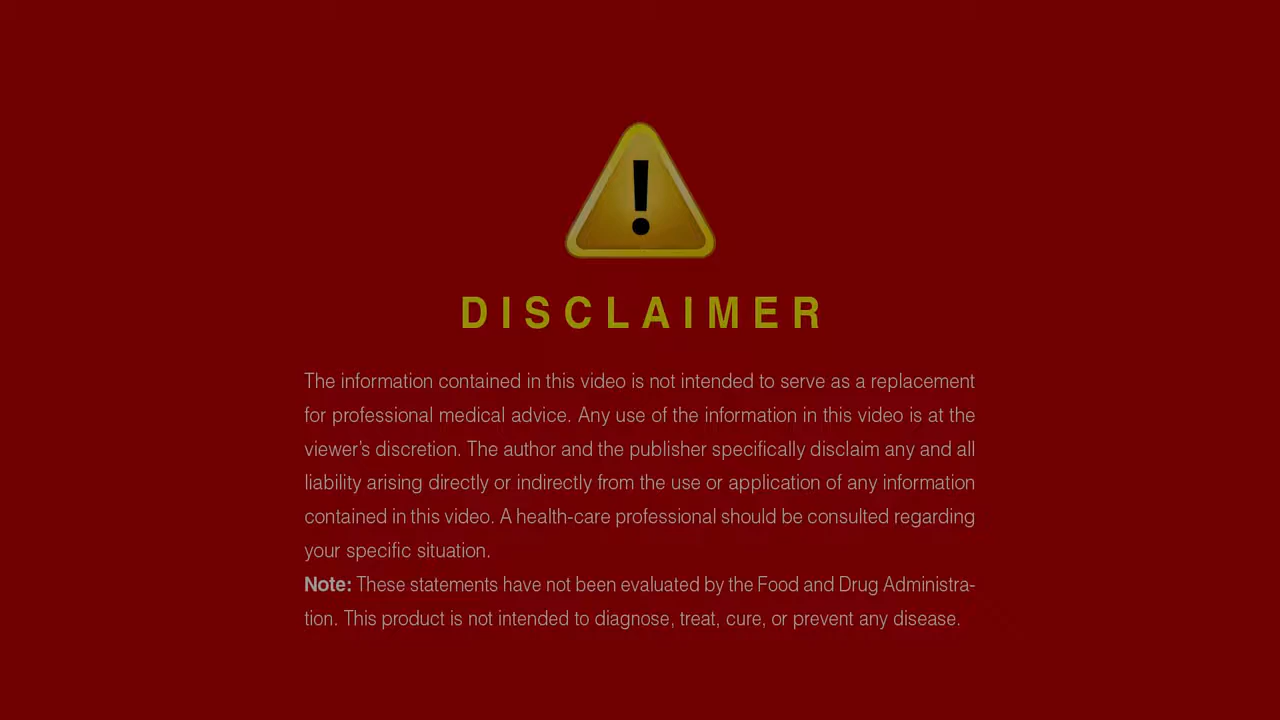 !
DISCLAIMER
The information contained in this video is not intended to serve as a replacement
for professional medical advice. Any use of the information in this video is at the
viewer's discretion. The author and the publisher specifically disclaim any and all
liability arising directly or indirectly from the use or application of any information
contained in this video. A health-care professional should be consulted regarding
your specific situation.
Note: These statements have not been evaluated by the Food and Drug Administra-
tion. This product is not intended to diagnose, treat, cure, or prevent any disease.